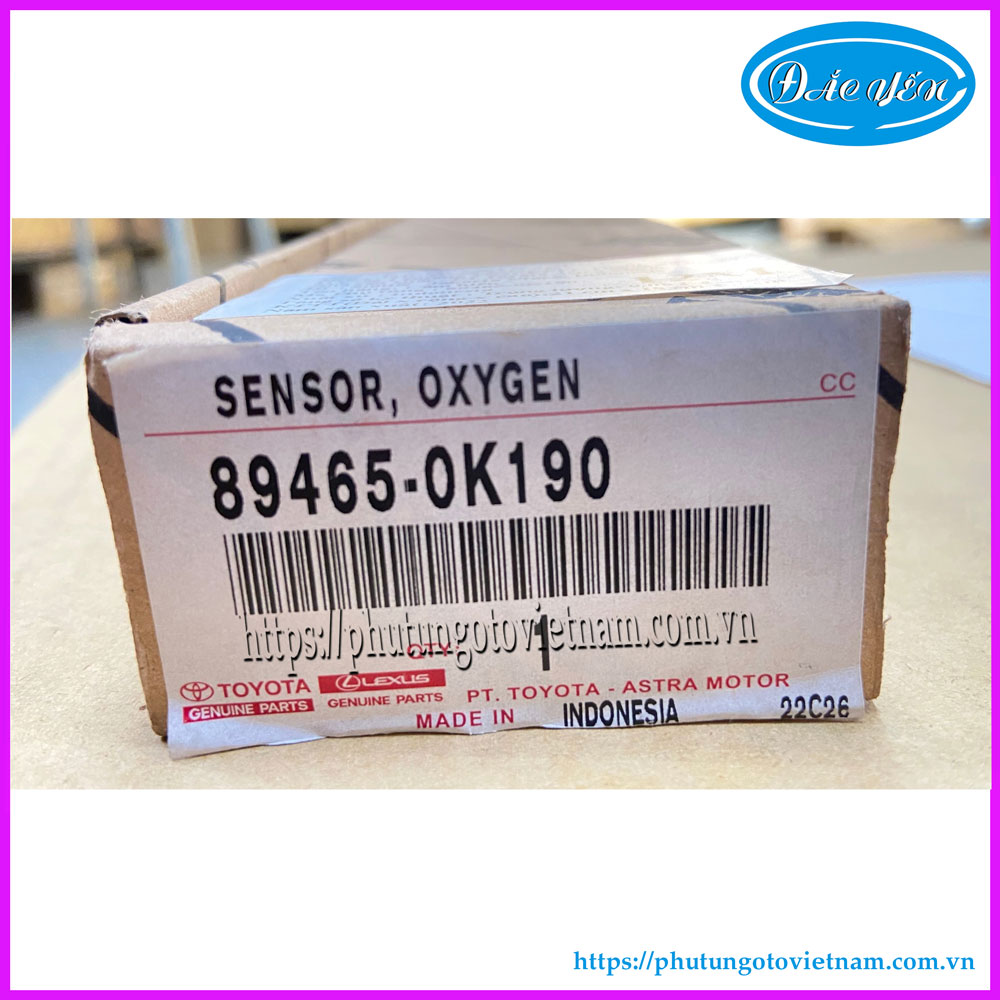 ĐẮC YẾN
SENSOR, OXYGEN
CC
89465-0K190
https://phutungotovietnam.com.vn
QTY: 1
TOYOTA
GENUINE PARTS
LEXUS
GENUINE PARTS
PT. TOYOTA - ASTRA MOTOR
MADE IN INDONESIA 22C26
https://phutungotovietnam.com.vn